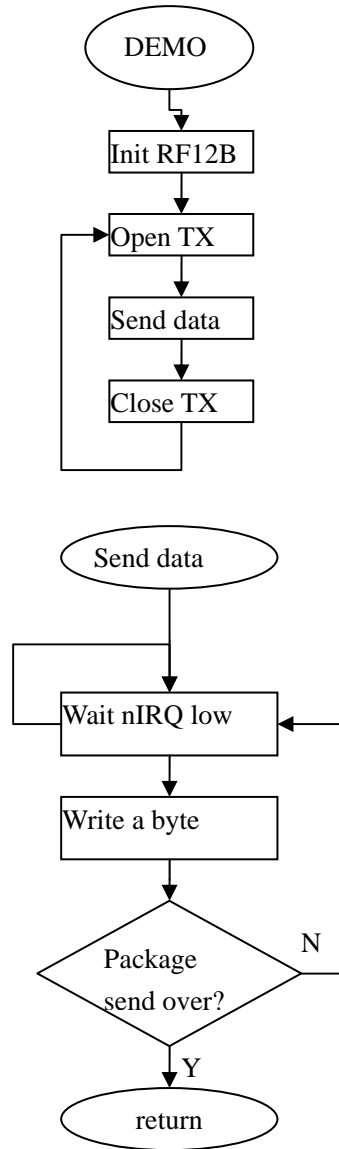 DEMO
Init RF12B
Open TX
Send data
Close TX
Send data
Wait nIRQ low
Write a byte
Package
send over?
N
Y
return